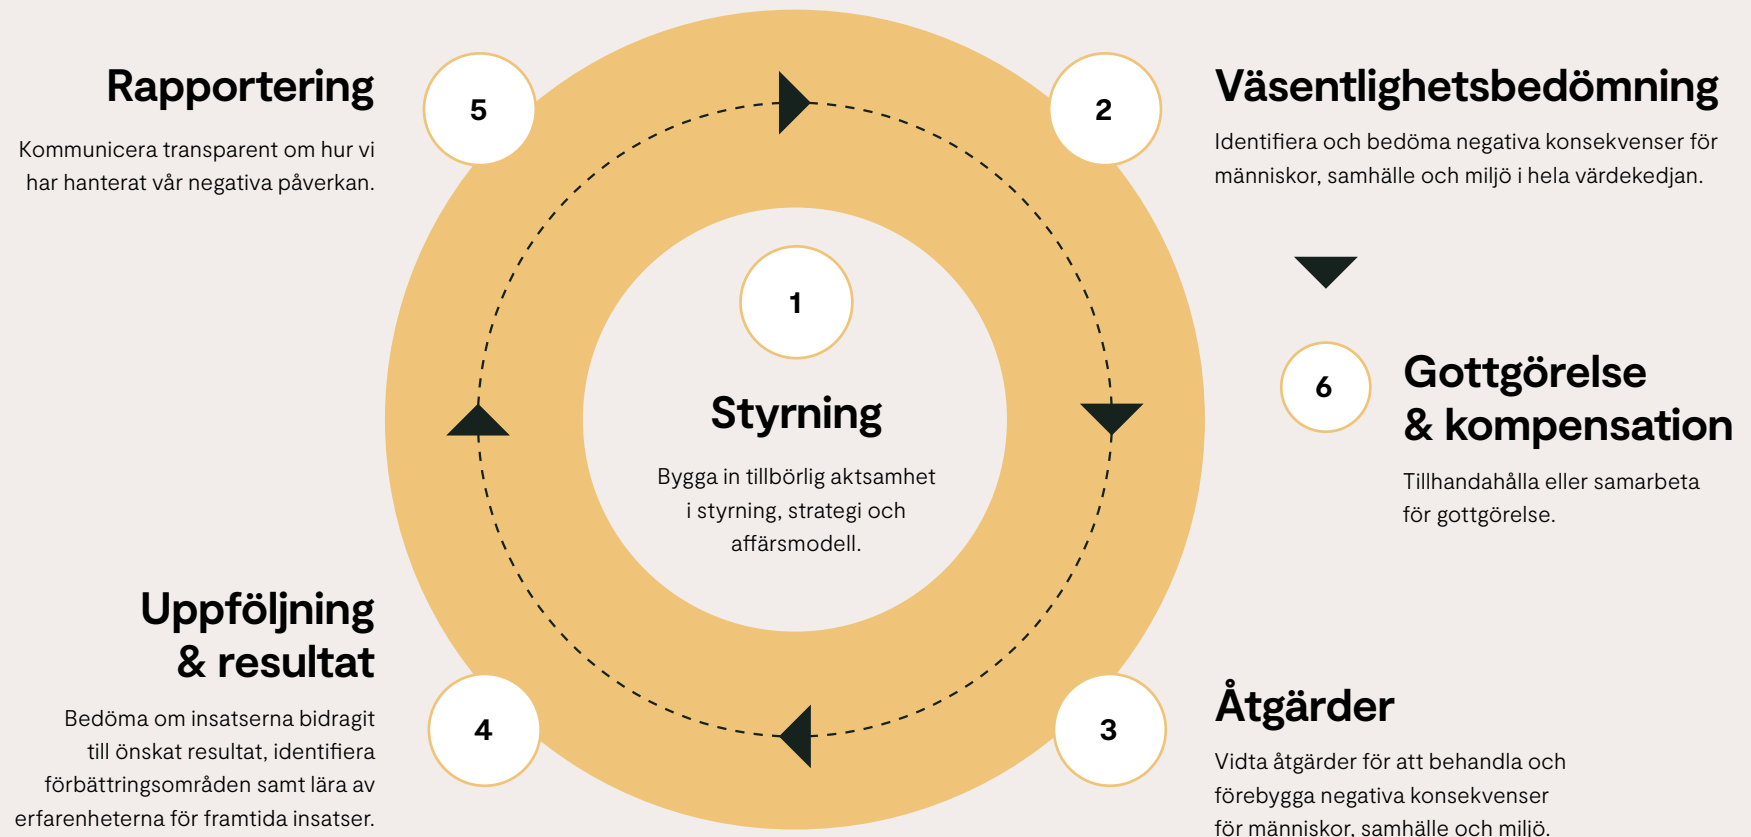 1
Styrning
Bygga in tillbörlig aktsamhet
i styrning, strategi och
affärsmodell.
2
Väsentlighetsbedömning
Identifiera och bedöma negativa konsekvenser för
människor, samhälle och miljö i hela värdekedjan.
3
Åtgärder
Vidta åtgärder för att behandla och
förebygga negativa konsekvenser
för människor, samhälle och miljö.
4
Uppföljning
& resultat
Bedöma om insatserna bidragit
till önskat resultat, identifiera
förbättringsområden samt lära av
erfarenheterna för framtida insatser.
5
Rapportering
Kommunicera transparent om hur vi
har hanterat vår negativa påverkan.
6
Gottgörelse
& kompensation
Tillhandahålla eller samarbeta
för gottgörelse.